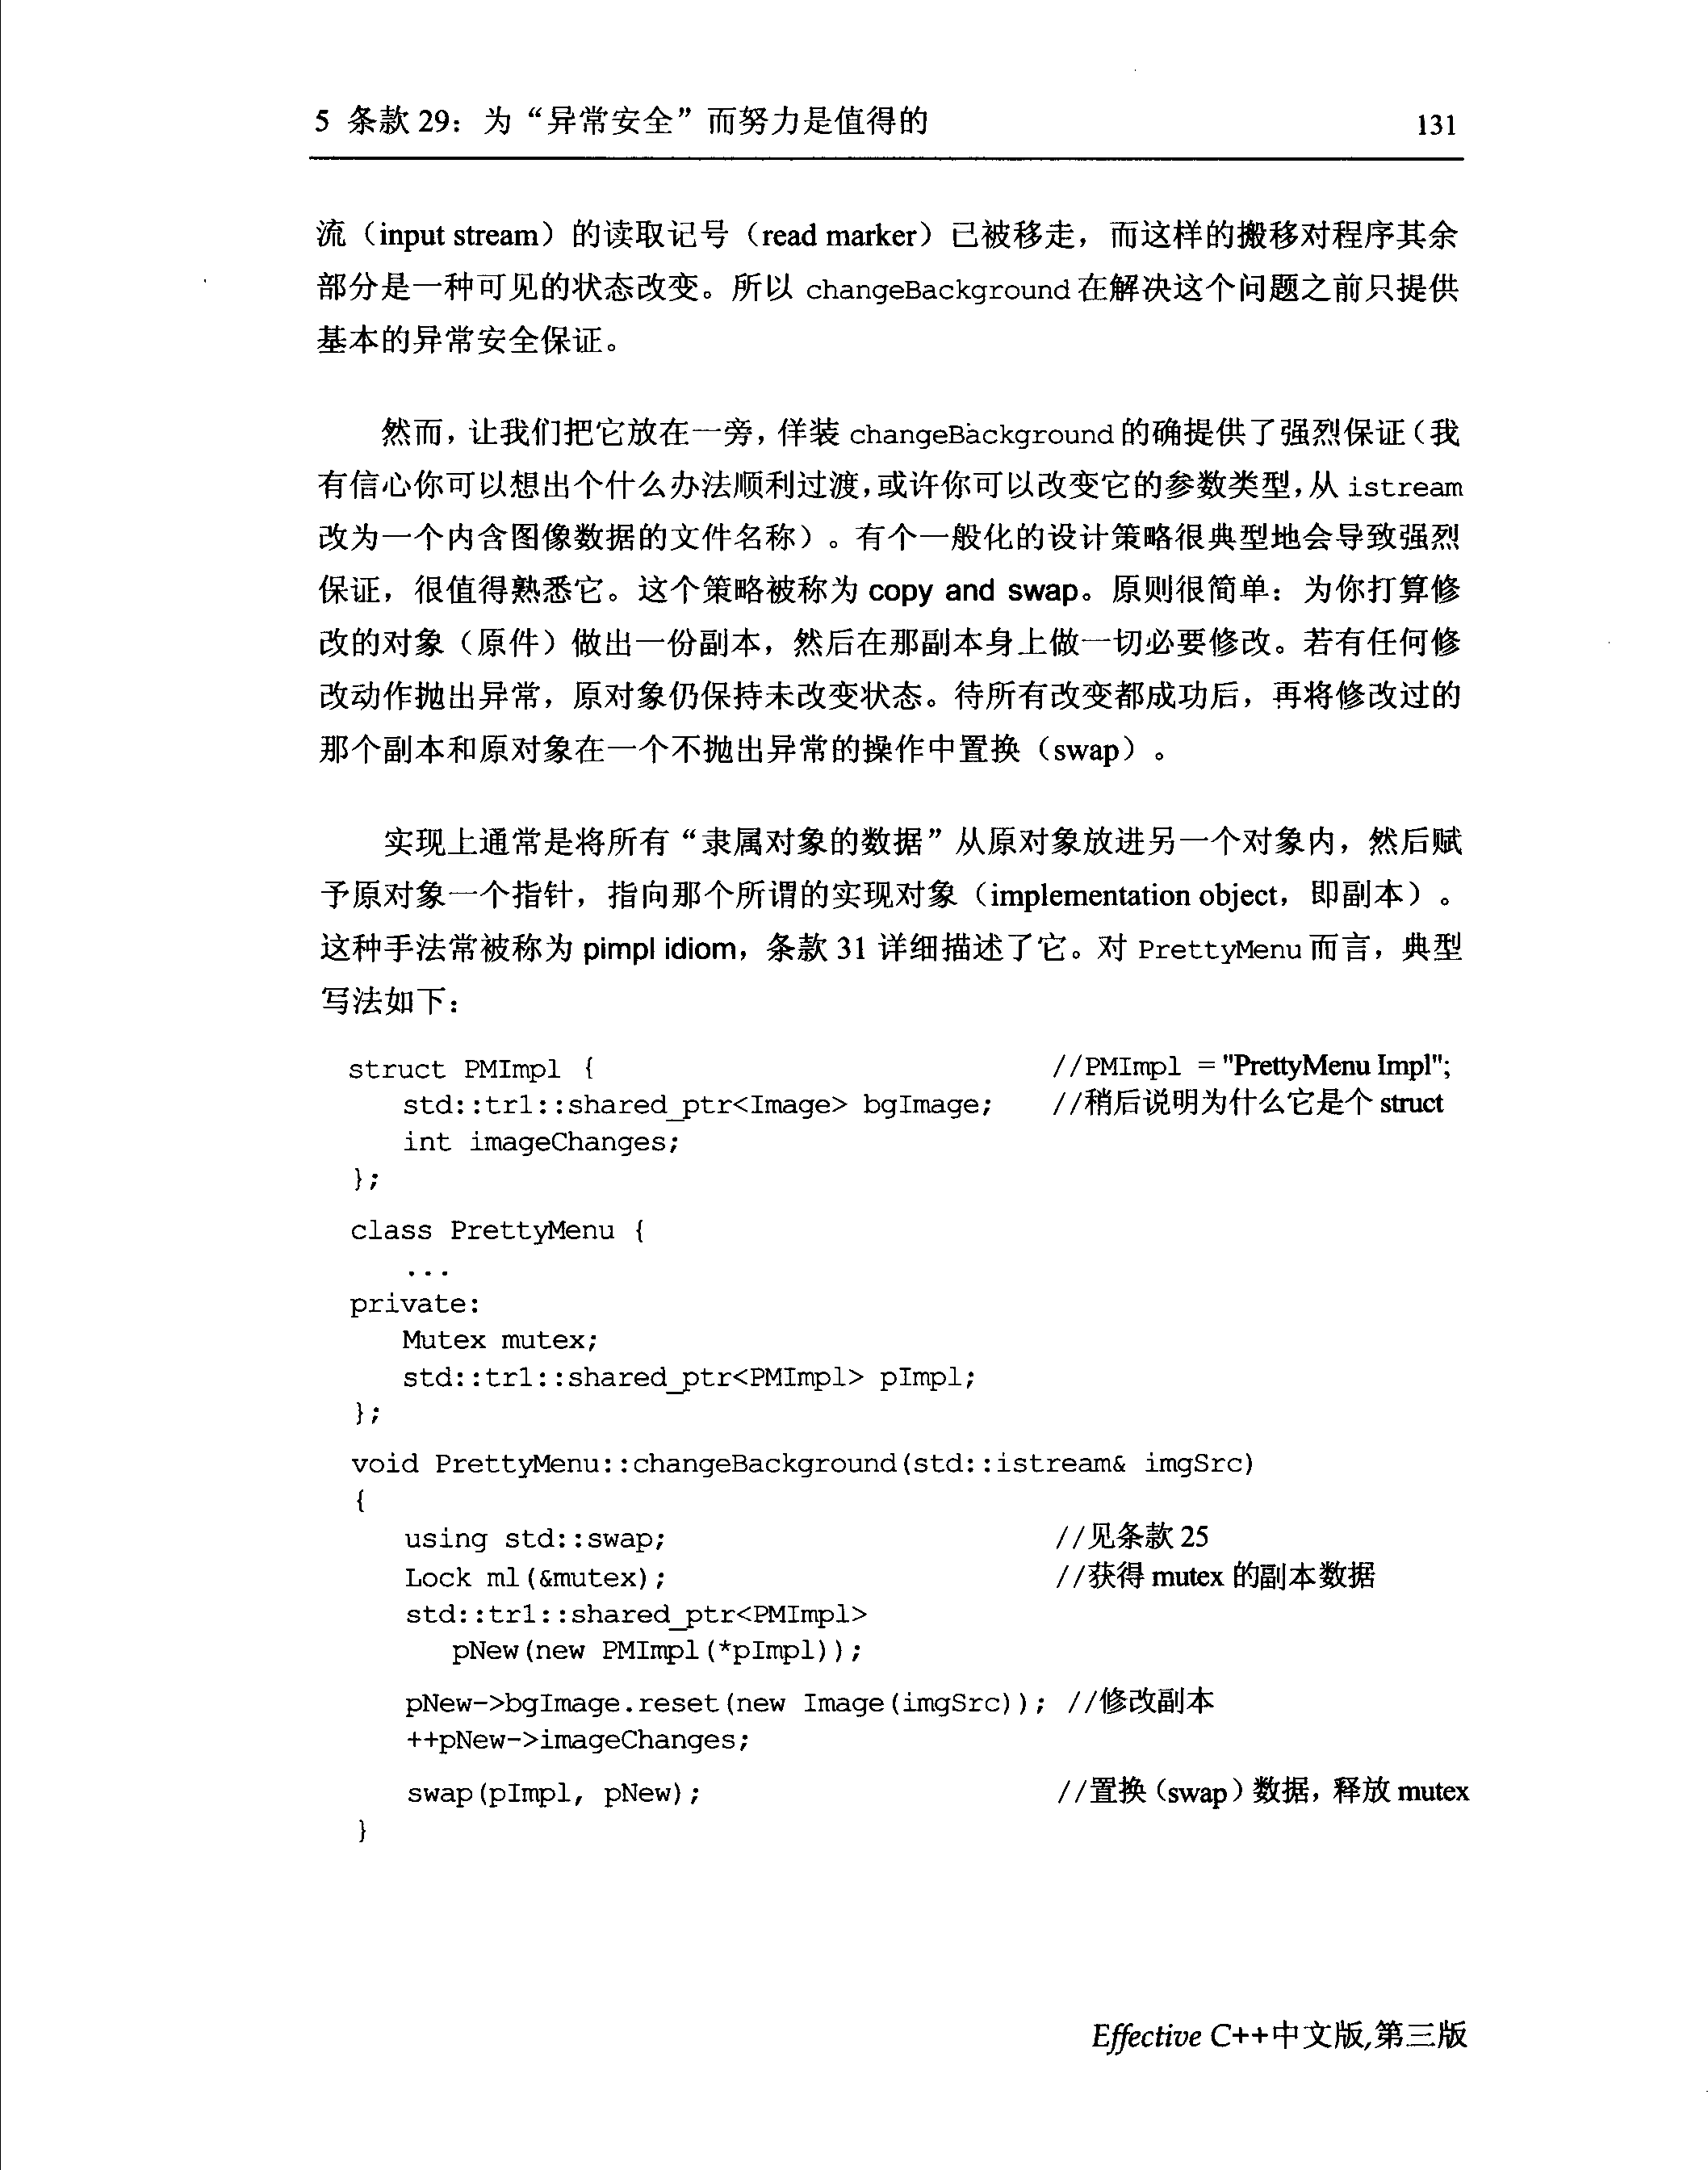 5 条款 29：为“异常安全”而努力是值得的 131
流（input stream）的读取记号（read marker）已被移走，而这样的搬移对程序其余
部分是一种可见的状态改变。所以 changeBackground 在解决这个问题之前只提供
基本的异常安全保证。
然而，让我们把它放在一旁，佯装 changeBackground 的确提供了强烈保证（我
有信心你可以想出个什么办法顺利过渡，或许你可以改变它的参数类型，从 istream
改为一个内含图像数据的文件名称）。有个一般化的设计策略很典型地会导致强烈
保证，很值得熟悉它。这个策略被称为 copy and swap。原则很简单：为你打算修
改的对象（原件）做出一份副本，然后在那副本身上做一切必要修改。若有任何修
改动作抛出异常，原对象仍保持未改变状态。待所有改变都成功后，再将修改过的
那个副本和原对象在一个不抛出异常的操作中置换（swap）。
实现上通常是将所有“隶属对象的数据”从原对象放进另一个对象内，然后赋
予原对象一个指针，指向那个所谓的实现对象（implementation object，即副本）。
这种手法常被称为 pimpl idiom，条款 31 详细描述了它。对 PrettyMenu 而言，典型
写法如下：
struct PMImpl { //PMImpl = "PrettyMenu Impl";
std::tr1::shared_ptr<Image> bgImage; //稍后说明为什么它是个 struct
int imageChanges;
};
class PrettyMenu {
...
private:
Mutex mutex;
std::tr1::shared_ptr<PMImpl> pImpl;
};
void PrettyMenu::changeBackground(std::istream& imgSrc)
{
using std::swap; //见条款 25
Lock ml(&mutex); //获得 mutex 的副本数据
std::tr1::shared_ptr<PMImpl>
pNew(new PMImpl(*pImpl));
pNew->bgImage.reset(new Image(imgSrc)); //修改副本
++pNew->imageChanges;
swap(pImpl, pNew); //置换（swap）数据，释放 mutex
}
Effective C++中文版,第三版